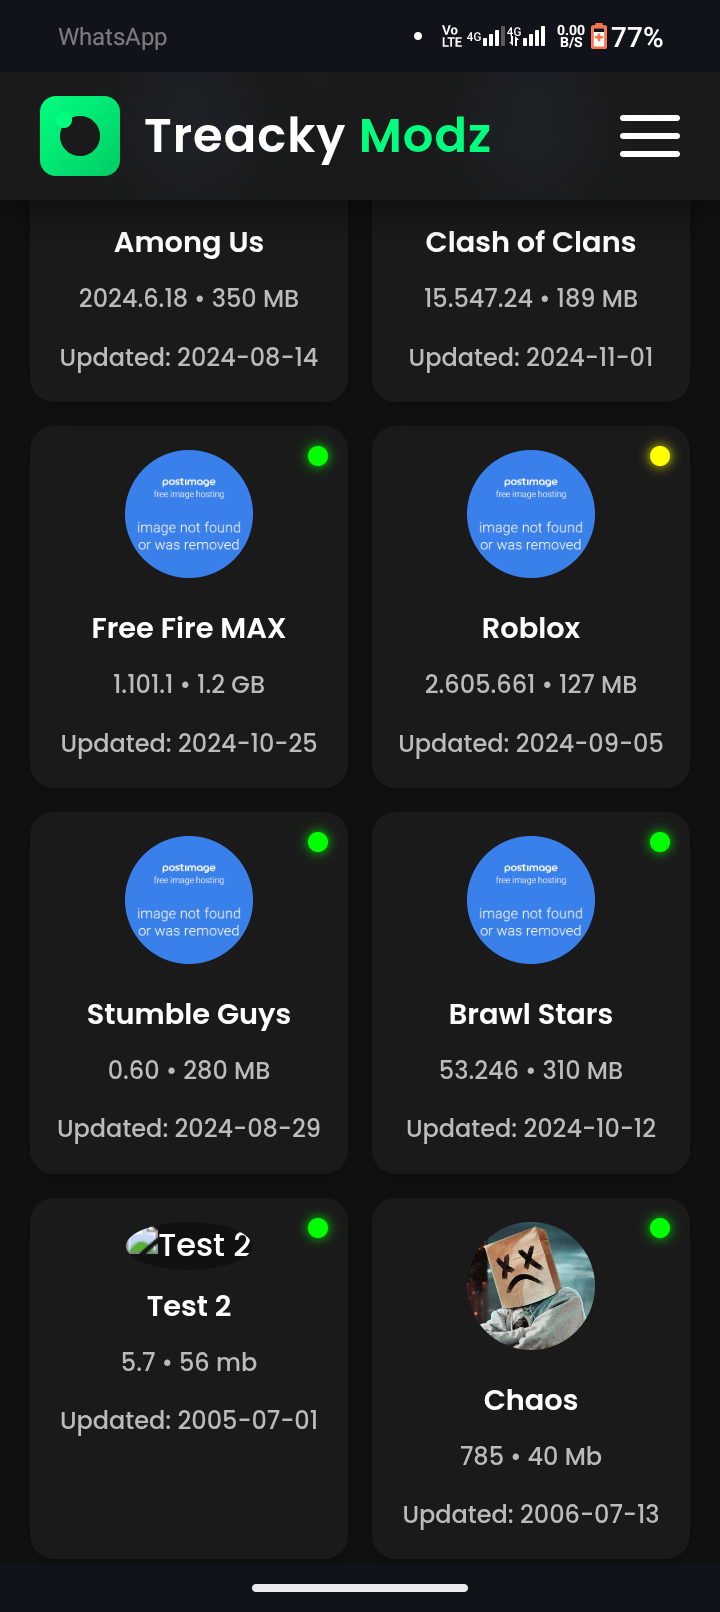 WhatsApp
Vo LTE 4G 4G 0.00 B/S 77%
Treacky Modz
Among Us
2024.6.18 • 350 MB
Updated: 2024-08-14
Clash of Clans
15.547.24 • 189 MB
Updated: 2024-11-01
postimage
free image hosting
image not found
or was removed
Free Fire MAX
1.101.1 • 1.2 GB
Updated: 2024-10-25
postimage
free image hosting
image not found
or was removed
Roblox
2.605.661 • 127 MB
Updated: 2024-09-05
postimage
free image hosting
image not found
or was removed
Stumble Guys
0.60 • 280 MB
Updated: 2024-08-29
postimage
free image hosting
image not found
or was removed
Brawl Stars
53.246 • 310 MB
Updated: 2024-10-12
Test 2
Test 2
5.7 • 56 mb
Updated: 2005-07-01
Chaos
785 • 40 Mb
Updated: 2006-07-13